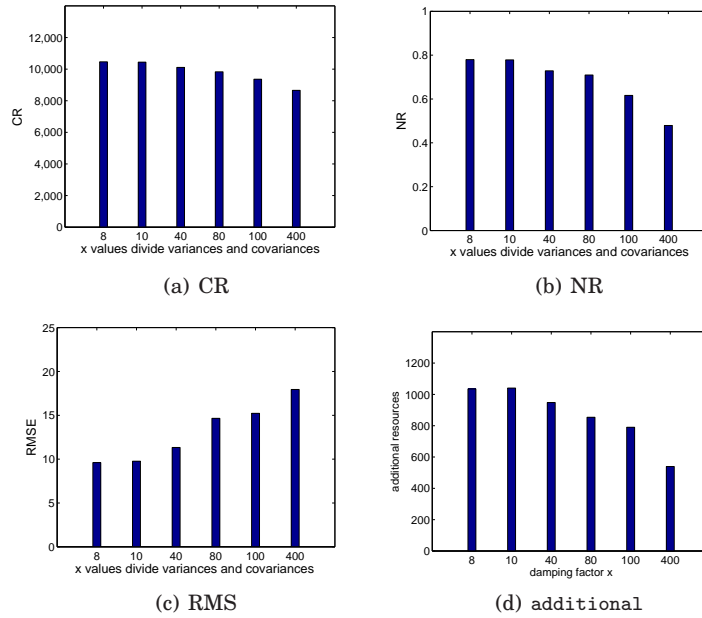 12,000
10,000
8,000
6,000
4,000
2,000
0
CR
8 10 40 80 100 400
x values divide variances and covariances
(a) CR
1
0.8
0.6
0.4
0.2
0
NR
8 10 40 80 100 400
x values divide variances and covariances
(b) NR
25
20
15
10
5
0
RMSE
8 10 40 80 100 400
x values divide variances and covariances
(c) RMS
1200
1000
800
600
400
200
0
additional resources
8 10 40 80 100 400
damping factor x
(d) additional